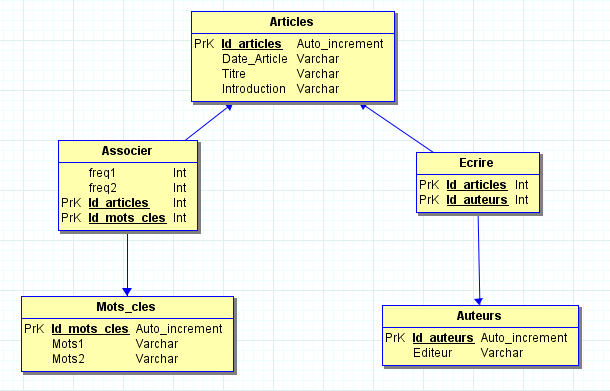 Articles
PrK Id_articles Auto_increment
Date_Article Varchar
Titre Varchar
Introduction Varchar
Associer
freq1 Int
freq2 Int
PrK Id_articles Int
PrK Id_mots_cles Int
Ecrire
PrK Id_articles Int
PrK Id_auteurs Int
Mots_cles
PrK Id_mots_cles Auto_increment
Mots1 Varchar
Mots2 Varchar
Auteurs
PrK Id_auteurs Auto_increment
Editeur Varchar